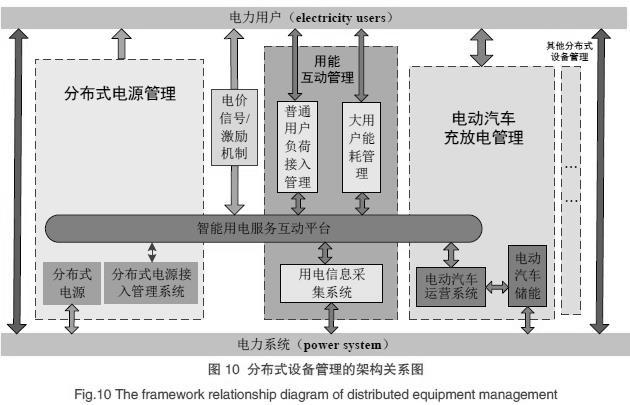 电力用户（electricity users）
其他分布式
设备管理
用能
互动管理
分布式电源管理
电价
信号/
激励
机制
普通
用户
负荷
接入
管理
大用
户能
耗管
理
电动汽车
充放电管理
…
…
智能用电服务互动平台
分布式
电源
分布式电源接
入管理系统
用电信息采
集系统
电动汽车
运营系统
电动
汽车
储能
电力系统（power system）
图 10 分布式设备管理的架构关系图
Fig.10 The framework relationship diagram of distributed equipment management